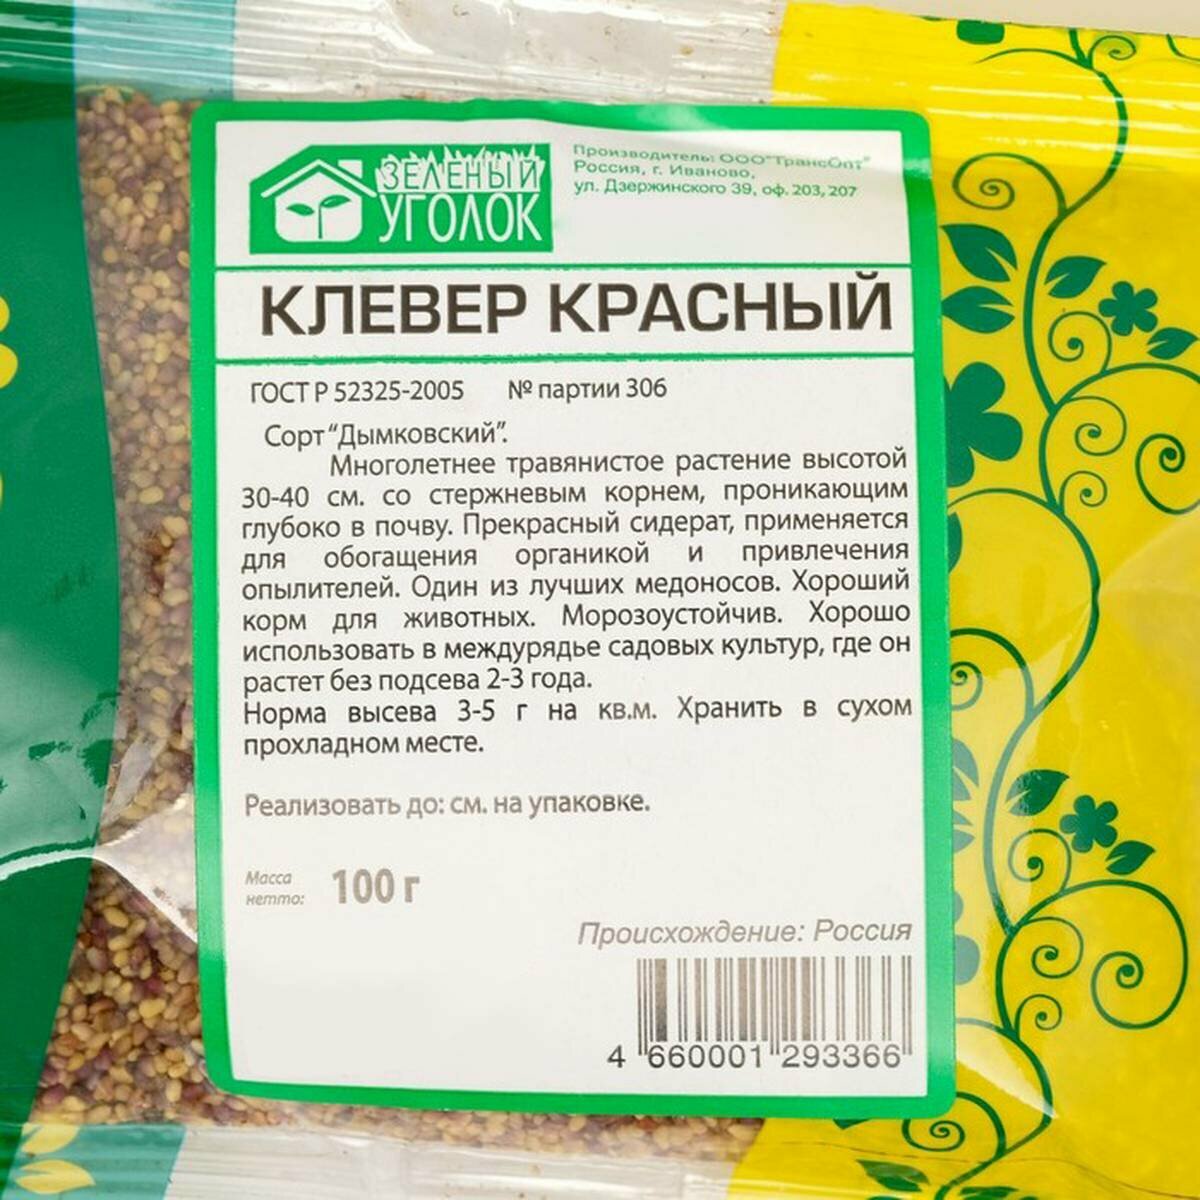 ЗЕЛЕНЫЙ
УГОЛОК
Производитель: ООО"ТрансОпт"
Россия, г. Иваново,
ул. Дзержинского 39, оф. 203, 207
КЛЕВЕР КРАСНЫЙ
ГОСТ Р 52325-2005 № партии 306
Сорт "Дымковский".
Многолетнее травянистое растение высотой
30-40 см. со стержневым корнем, проникающим
глубоко в почву. Прекрасный сидерат, применяется
для обогащения органикой и привлечения
опылителей. Один из лучших медоносов. Хороший
корм для животных. Морозоустойчив. Хорошо
использовать в междурядье садовых культур, где он
растет без подсева 2-3 года.
Норма высева 3-5 г на кв.м. Хранить в сухом
прохладном месте.
Реализовать до: см. на упаковке.
Масса
нетто: 100 г
Происхождение: Россия
4 660001 293366